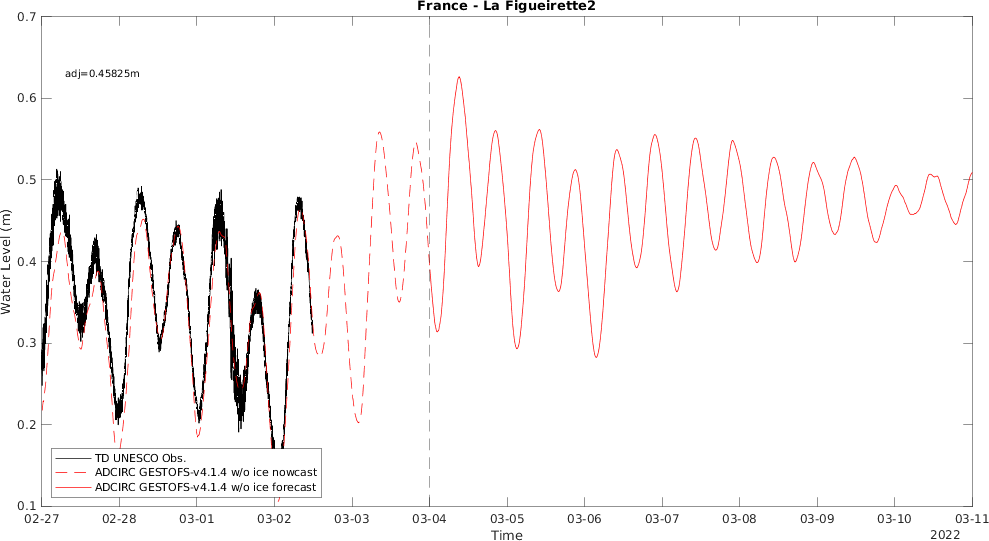 France - La Figueirette2
adj=0.45825m
Water Level (m)
0.7
0.6
0.5
0.4
0.3
0.2
0.1
TD UNESCO Obs.
ADCIRC GESTOFS-v4.1.4 w/o ice nowcast
ADCIRC GESTOFS-v4.1.4 w/o ice forecast
02-27 02-28 03-01 03-02 03-03 03-04 03-05 03-06 03-07 03-08 03-09 03-10 03-11
Time
2022